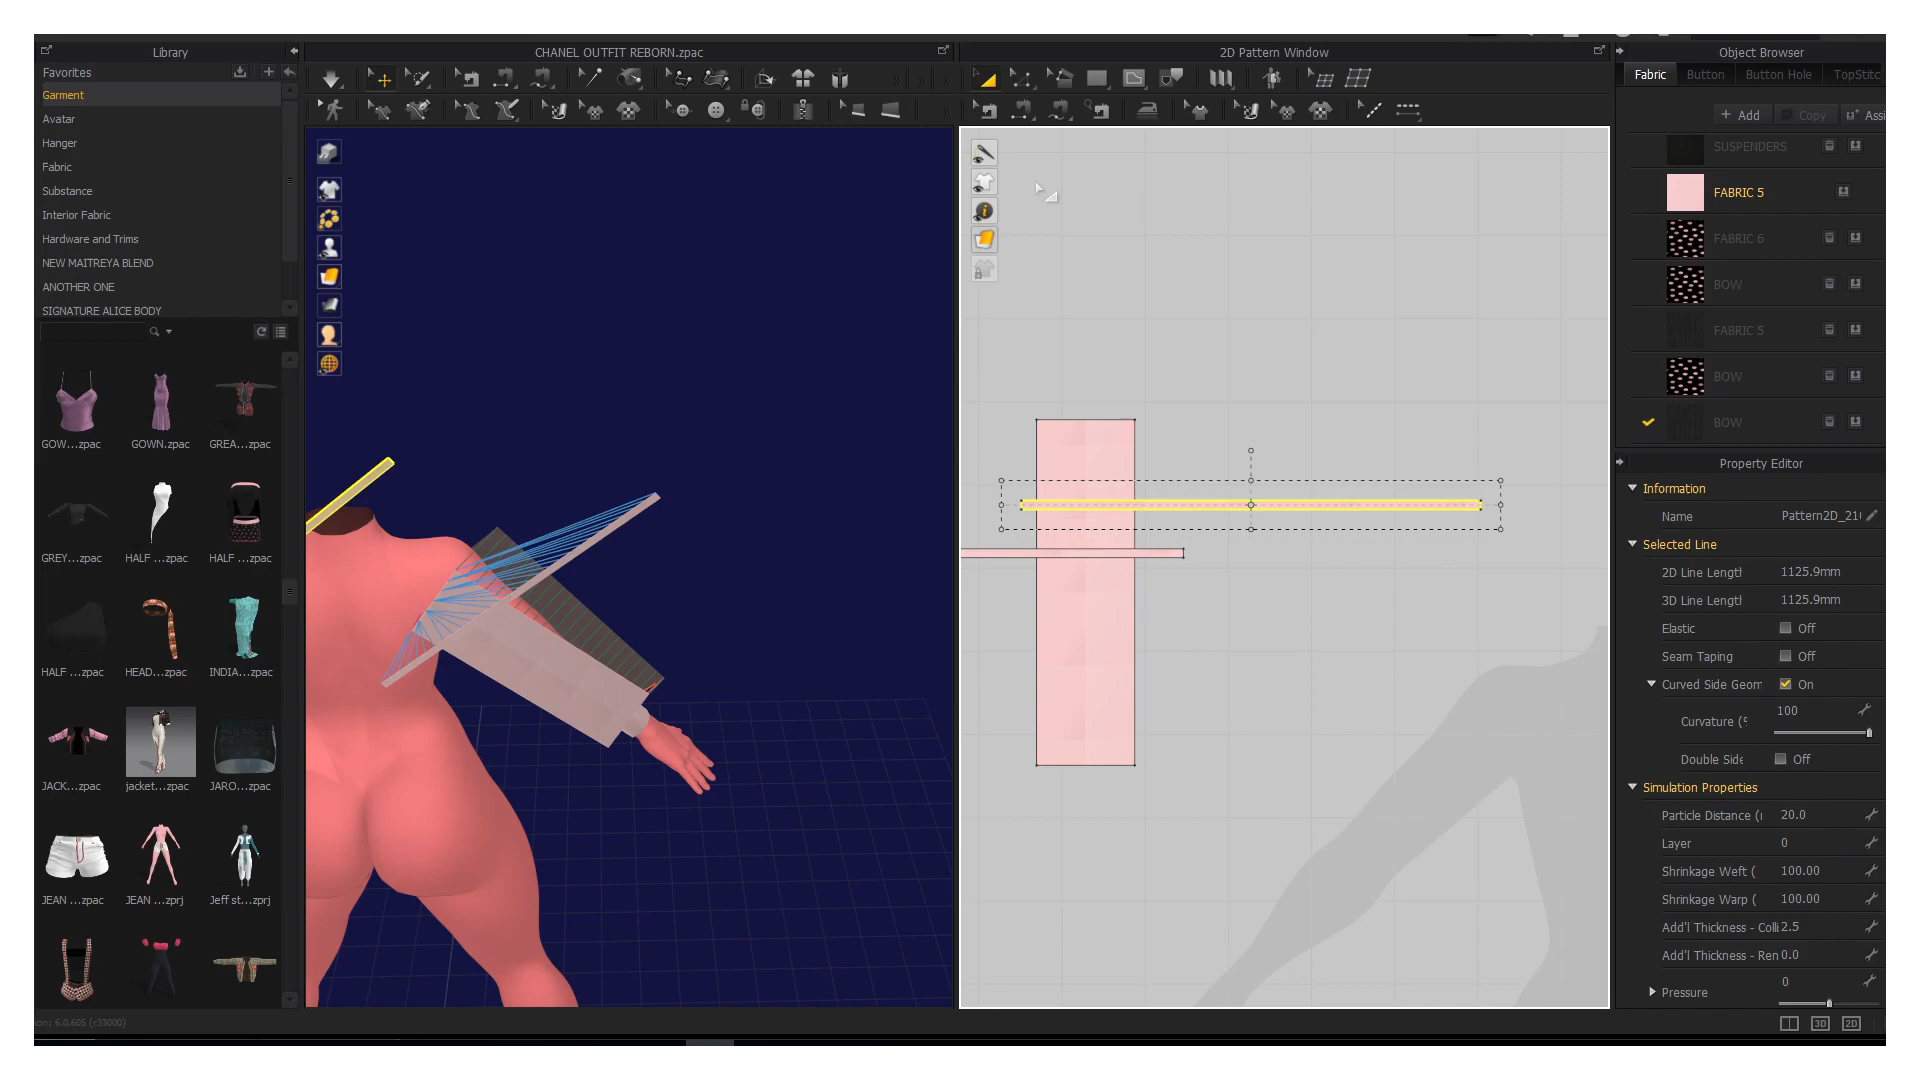 Library
CHANEL OUTFIT REBORN.zpac
2D Pattern Window
Object Browser
Favorites
Garment
Avatar
Hanger
Fabric
Substance
Interior Fabric
Hardware and Trims
NEW MAITREYA BLEND
ANOTHER ONE
SIGNATURE ALICE BODY
GOW...zpac
GOWN.zpac
GREA...zpac
GREY...zpac
HALF ...zpac
HALF ...zpac
HALF ...zpac
HEAD...zpac
INDIA...zpac
JACK...zpac
jacket...zpac
JARO...zpac
JEAN ...zpac
JEAN ...zprj
Jeff st...zprj
on: 6.0.605 (r33000)
Fabric
Button
Button Hole
TopStitc
+ Add
Copy
Assi
SUSPENDERS
FABRIC 5
FABRIC 6
BOW
FABRIC 5
BOW
BOW
Property Editor
Information
Name Pattern2D_21
Selected Line
2D Line Length 1125.9mm
3D Line Length 1125.9mm
Elastic Off
Seam Taping Off
Curved Side Geom On
Curvature (% 100
Double Side Off
Simulation Properties
Particle Distance (r 20.0
Layer 0
Shrinkage Weft ( 100.00
Shrinkage Warp ( 100.00
Add'l Thickness - Colli 2.5
Add'l Thickness - Ren 0.0
Pressure 0
3D
2D